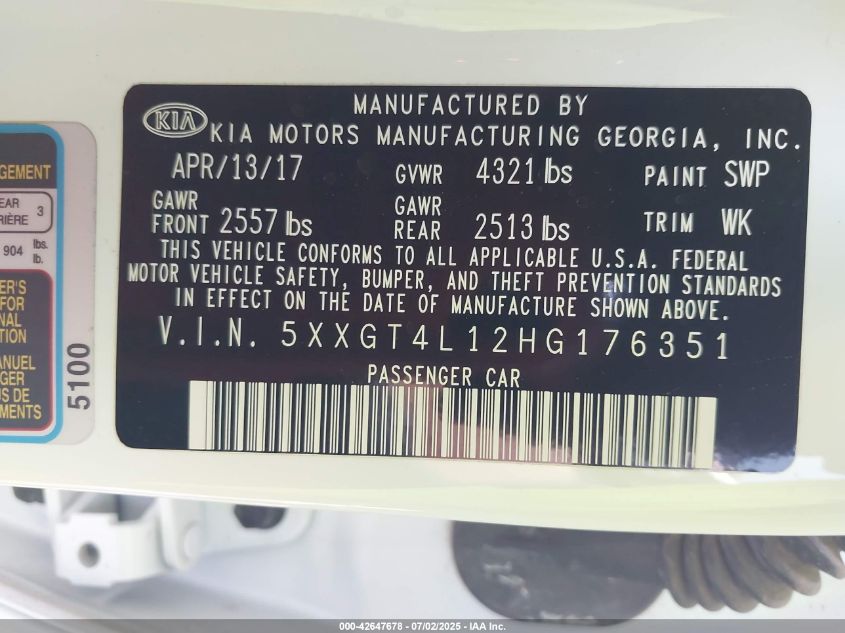 MANUFACTURED BY
KIA KIA MOTORS MANUFACTURING GEORGIA, INC.
APR/13/17 GVWR 4321 lbs PAINT SWP
GAWR FRONT 2557 lbs GAWR REAR 2513 lbs TRIM WK
THIS VEHICLE CONFORMS TO ALL APPLICABLE U.S.A. FEDERAL
MOTOR VEHICLE SAFETY, BUMPER, AND THEFT PREVENTION STANDARDS
IN EFFECT ON THE DATE OF MANUFACTURE SHOWN ABOVE.
V.I.N. 5XXGT4L12HG176351
PASSENGER CAR
3
904 lbs.
lb.
5100
000-42647678 - 07/02/2025 - IAA Inc.